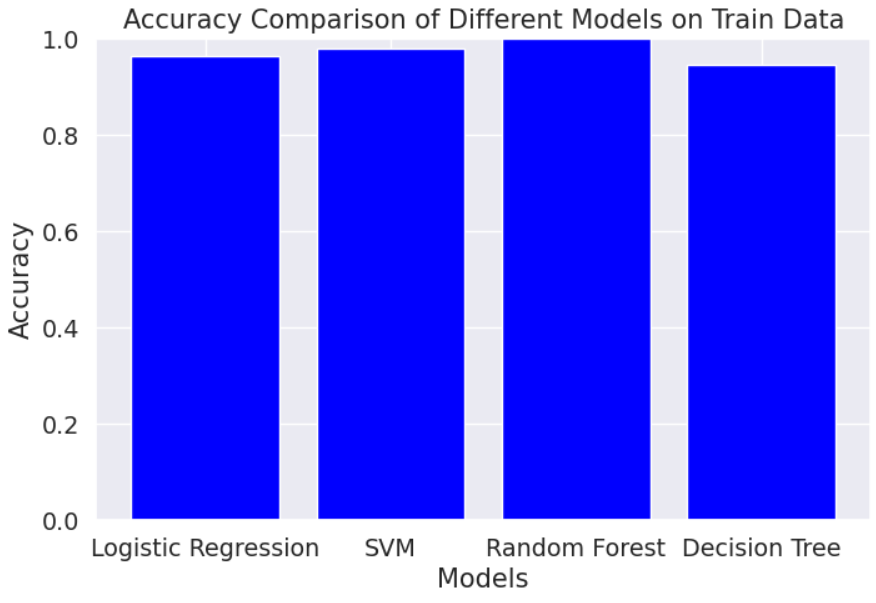 Accuracy Comparison of Different Models on Train Data
1.0
0.8
0.6
0.4
0.2
0.0
Accuracy
Logistic Regression SVM Random Forest Decision Tree
Models